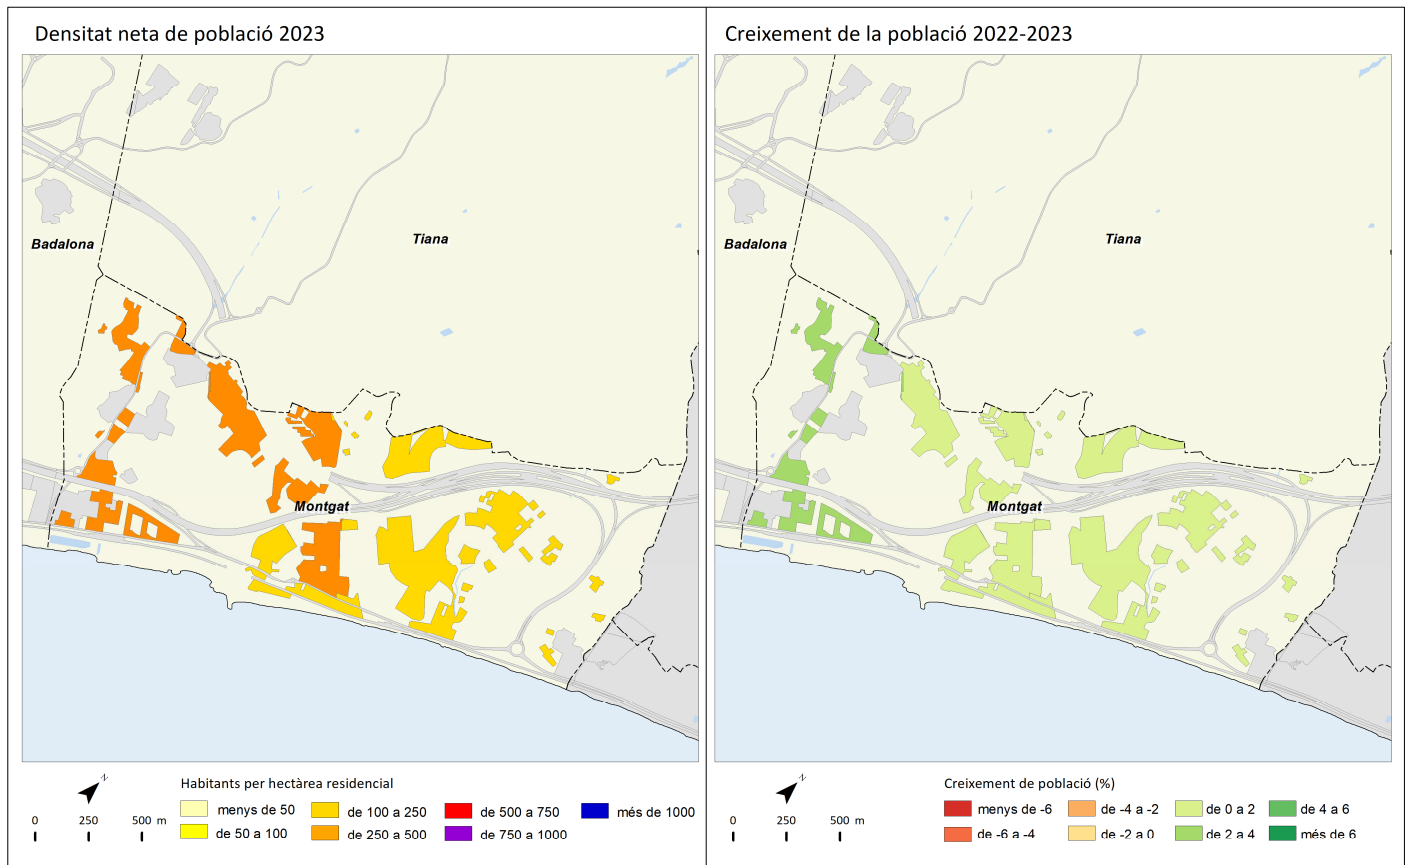 Densitat neta de població 2023
Badalona
Tiana
Montgat
N
0 250 500 m
Habitants per hectàrea residencial
menys de 50
de 50 a 100
de 100 a 250
de 250 a 500
de 500 a 750
de 750 a 1000
més de 1000
Creixement de la població 2022-2023
Badalona
Tiana
Montgat
N
0 250 500 m
Creixement de població (%)
menys de -6
de -6 a -4
de -4 a -2
de -2 a 0
de 0 a 2
de 2 a 4
de 4 a 6
més de 6